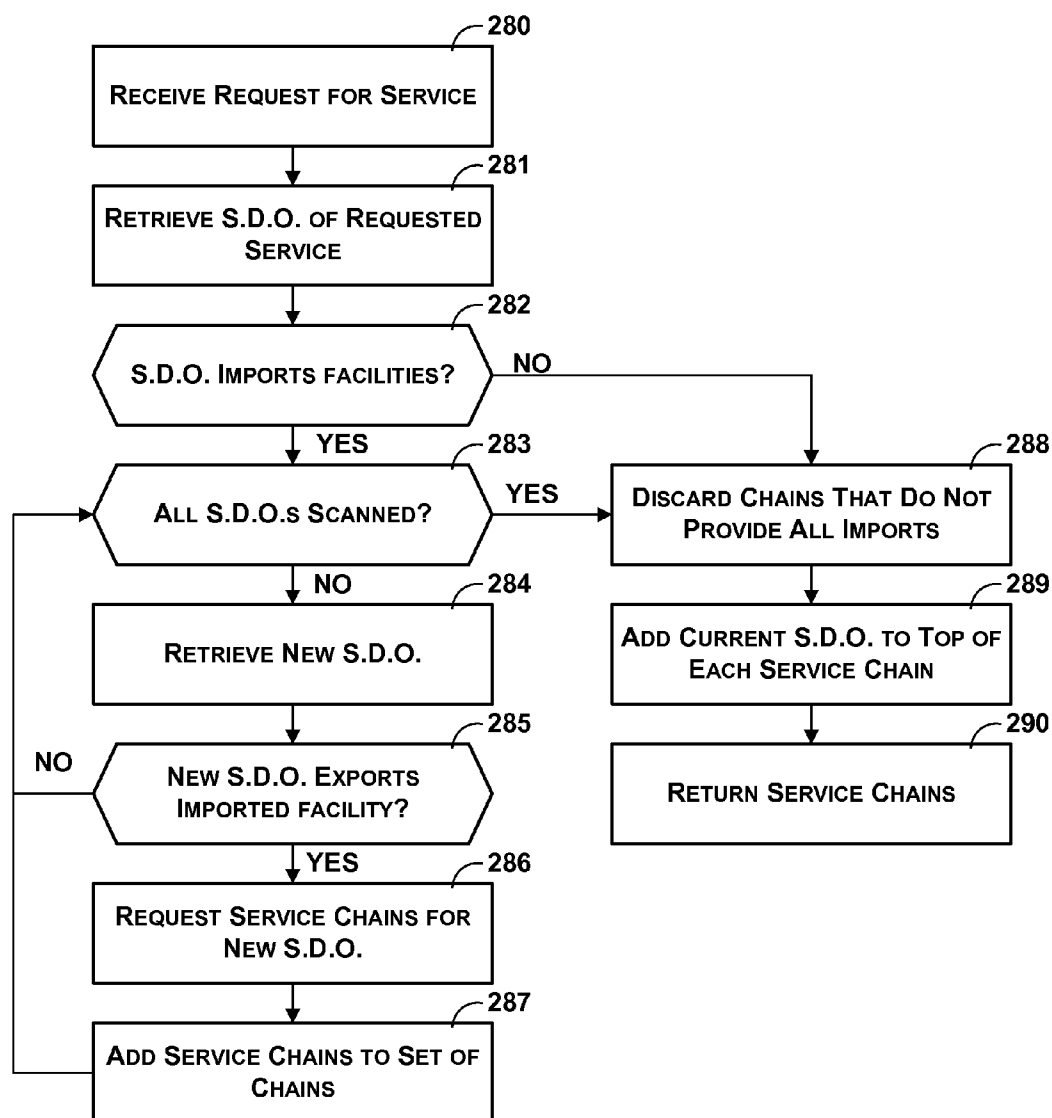 280
RECEIVE REQUEST FOR SERVICE
281
RETRIEVE S.D.O. OF REQUESTED
SERVICE
282
S.D.O. IMPORTS FACILITIES?
NO
YES
283
ALL S.D.O.S SCANNED?
YES
NO
284
RETRIEVE NEW S.D.O.
285
NO
NEW S.D.O. EXPORTS
IMPORTED FACILITY?
YES
286
REQUEST SERVICE CHAINS FOR
NEW S.D.O.
287
ADD SERVICE CHAINS TO SET OF
CHAINS
288
DISCARD CHAINS THAT DO NOT
PROVIDE ALL IMPORTS
289
ADD CURRENT S.D.O. TO TOP OF
EACH SERVICE CHAIN
290
RETURN SERVICE CHAINS